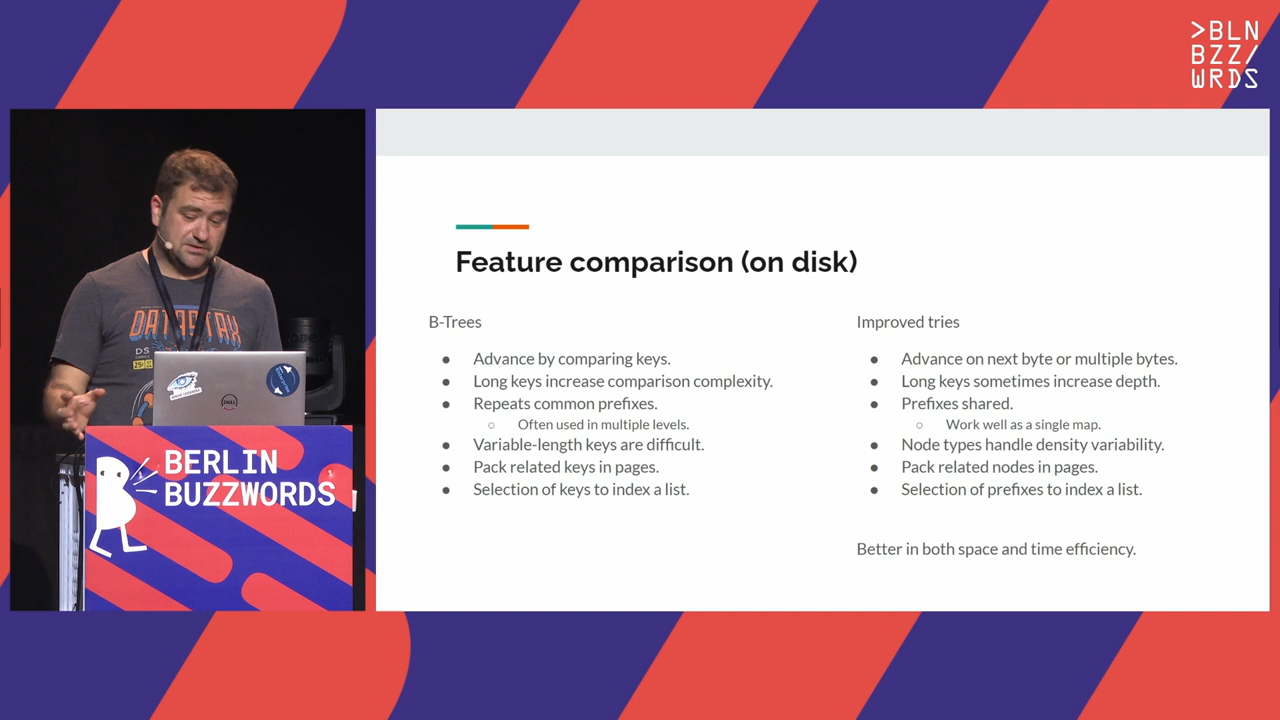 >BLN
BZZ/
WRDS
Feature comparison (on disk)
B-Trees
● Advance by comparing keys.
● Long keys increase comparison complexity.
● Repeats common prefixes.
○ Often used in multiple levels.
● Variable-length keys are difficult.
● Pack related keys in pages.
● Selection of keys to index a list.
Improved tries
● Advance on next byte or multiple bytes.
● Long keys sometimes increase depth.
● Prefixes shared.
○ Work well as a single map.
● Node types handle density variability.
● Pack related nodes in pages.
● Selection of prefixes to index a list.
Better in both space and time efficiency.
DATASTAX
DS
DELL
BERLIN
BUZZWORDS